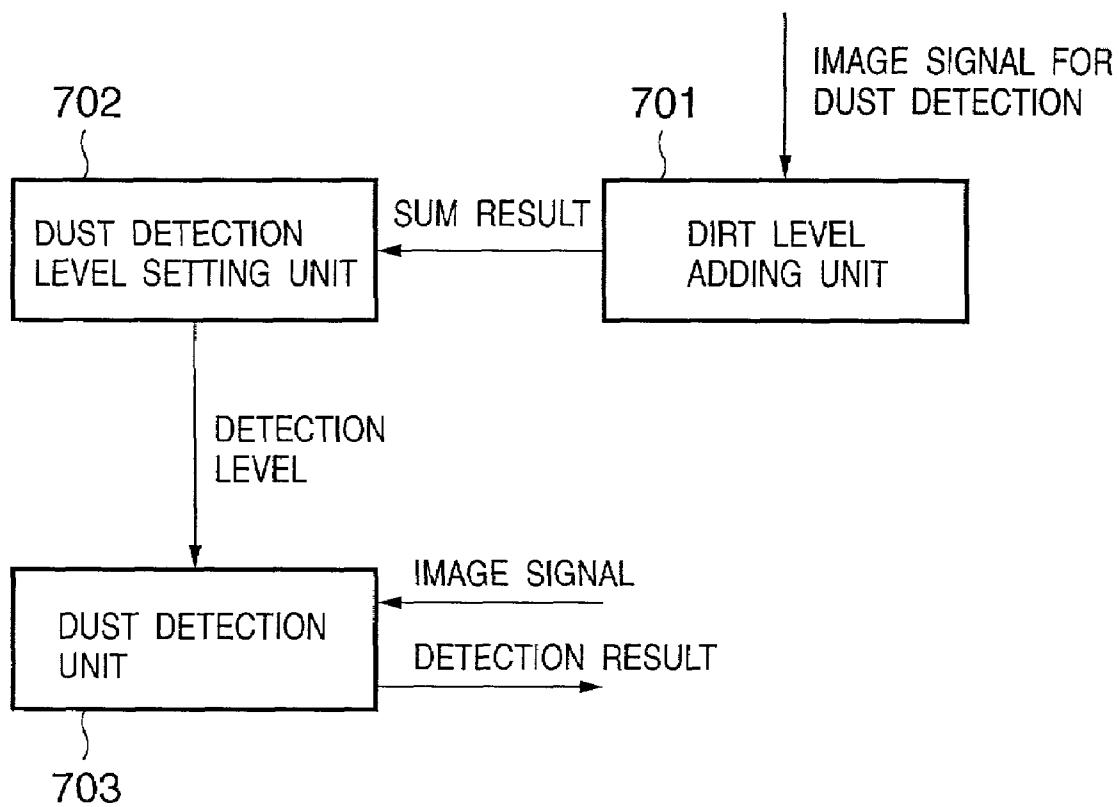 IMAGE SIGNAL FOR
DUST DETECTION
702
701
DUST DETECTION
LEVEL SETTING UNIT
SUM RESULT
DIRT LEVEL
ADDING UNIT
DETECTION
LEVEL
DUST DETECTION
UNIT
IMAGE SIGNAL
DETECTION RESULT
703